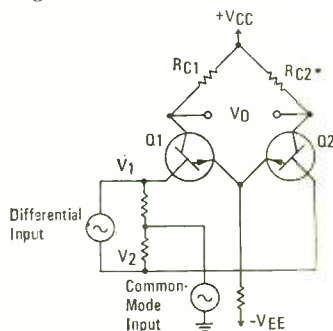 +VCC
RC1
RC2*
VO
Q1
Q2
V1
Differential
Input
V2
Common-
Mode
Input
-VEE